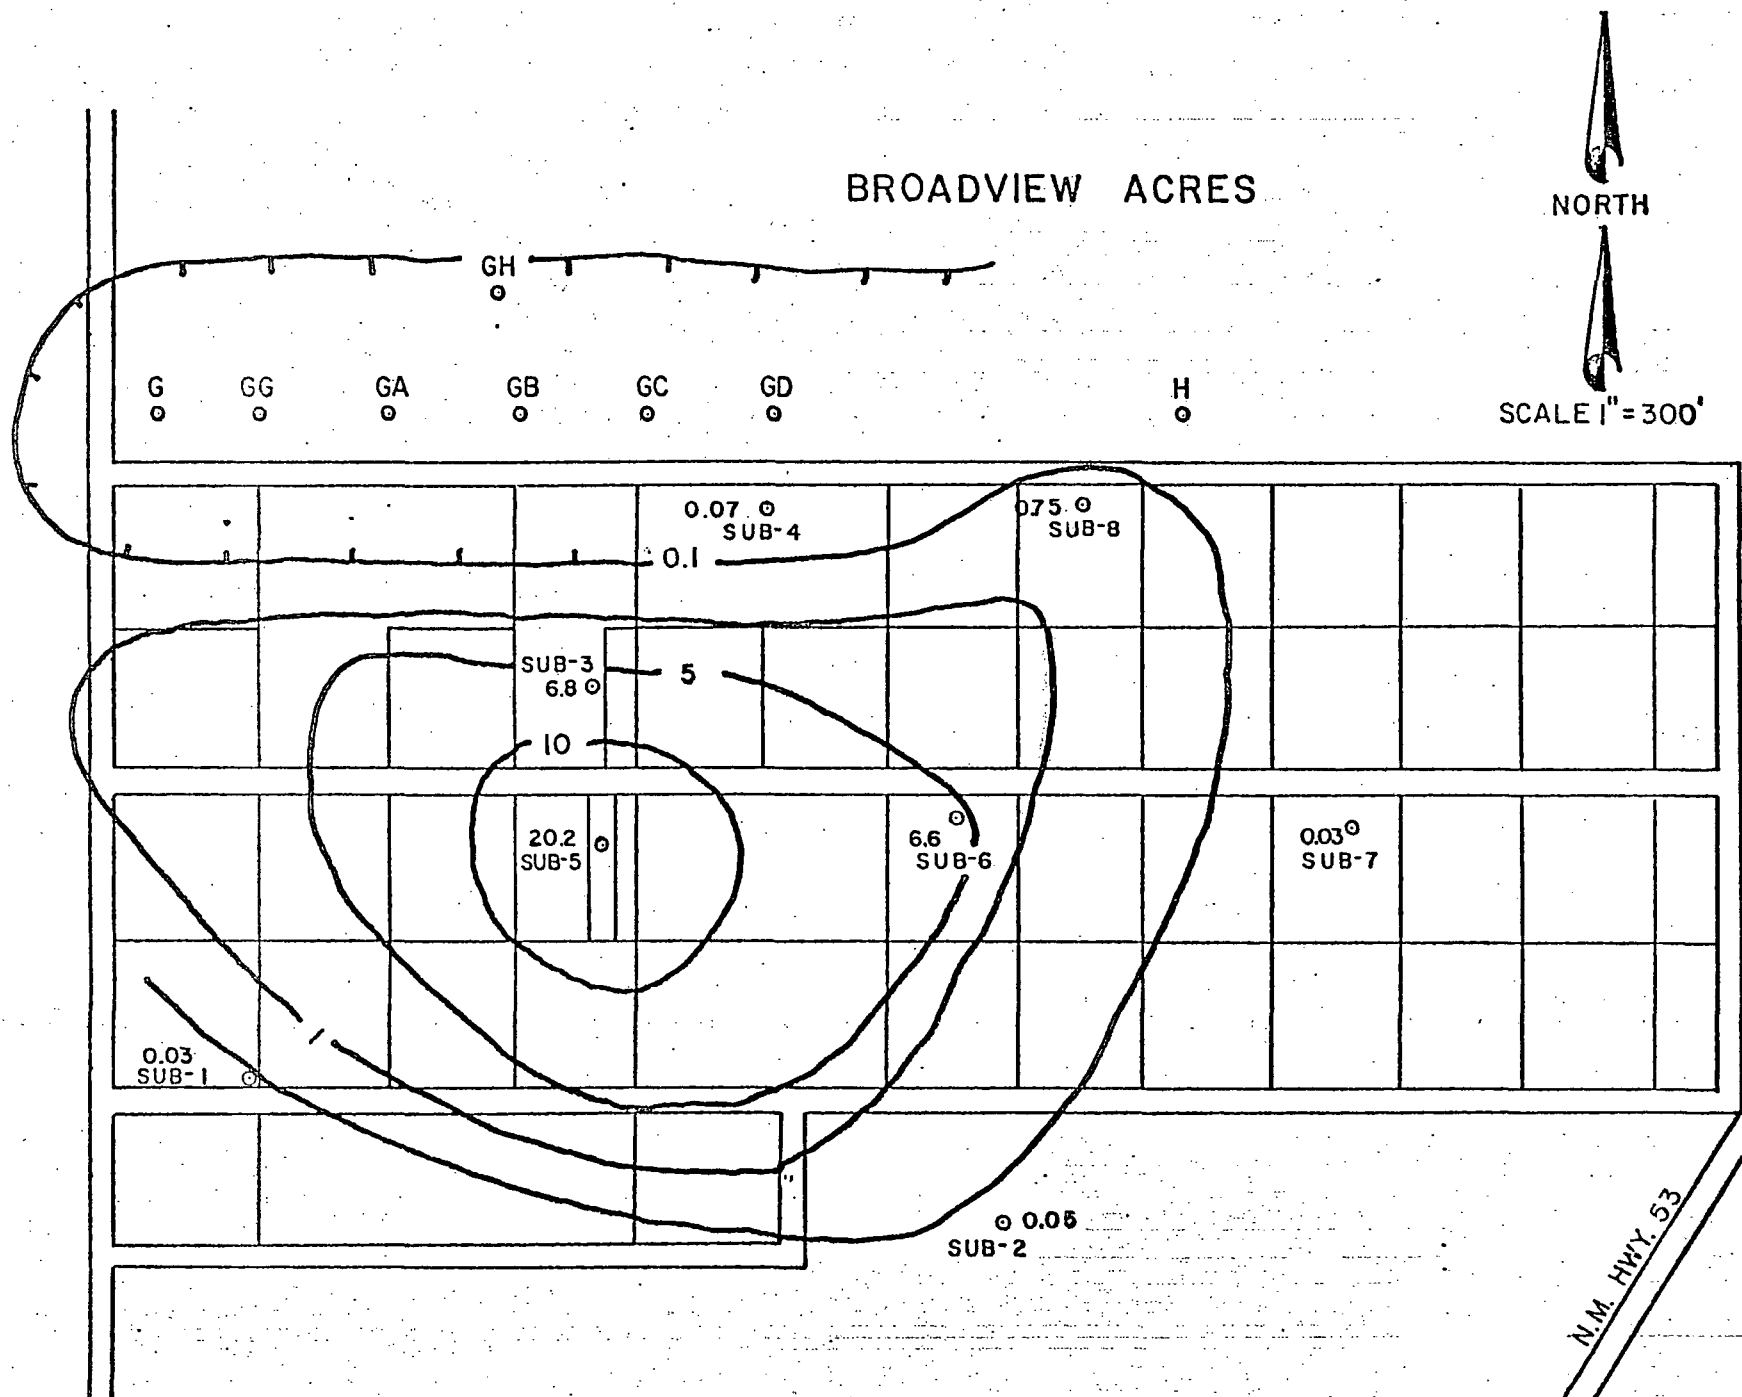 BROADVIEW ACRES
NORTH
SCALE 1" = 300'
GH
G GG GA GB GC GD H
0.07
SUB-4
0.75
SUB-8
0.1
SUB-3
6.8
5
10
20.2
SUB-5
6.6
SUB-6
0.03
SUB-7
1
0.03
SUB-1
0.05
SUB-2
N.M. HWY. 53